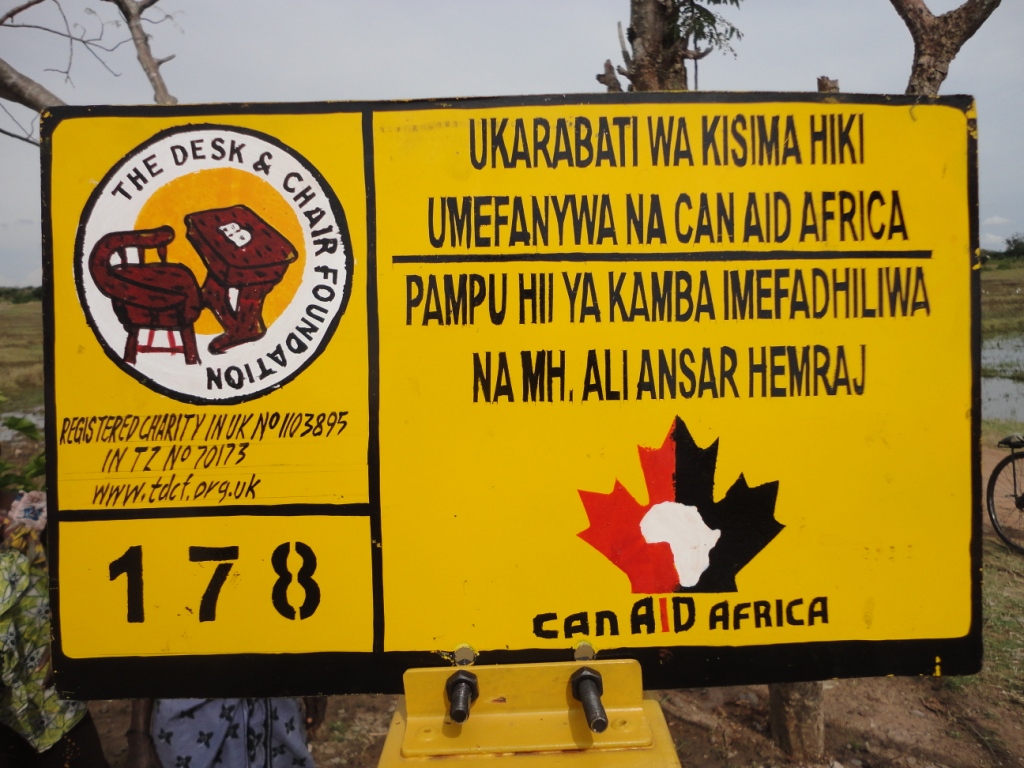 THE DESK & CHAIR FOUNDATION
REGISTERED CHARITY IN UK Nº 1103895
IN TZ Nº 70173
www.tdcf.org.uk
178
UKARABATI WA KISIMA HIKI
UMEFANYWA NA CAN AID AFRICA
PAMPU HII YA KAMBA IMEFADHILIWA
NA MH. ALI ANSAR HEMRAJ
can AID AFRICA